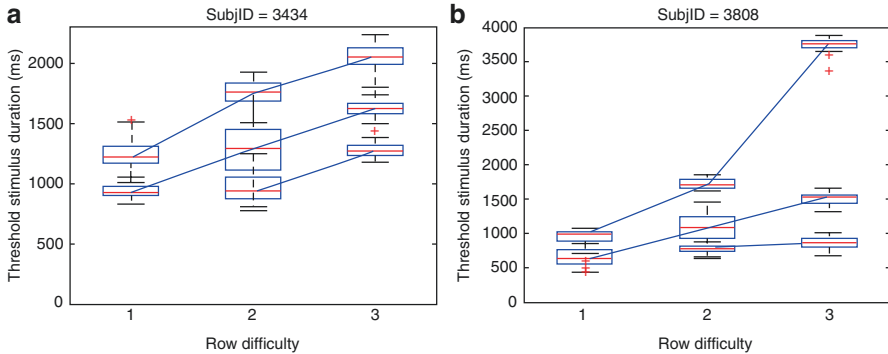 a
SubjID = 3434
Threshold stimulus duration (ms)
2000
1500
1000
500
0
1
2
3
Row difficulty
b
SubjID = 3808
Threshold stimulus duration (ms)
4000
3500
3000
2500
2000
1500
1000
500
0
1
2
3
Row difficulty